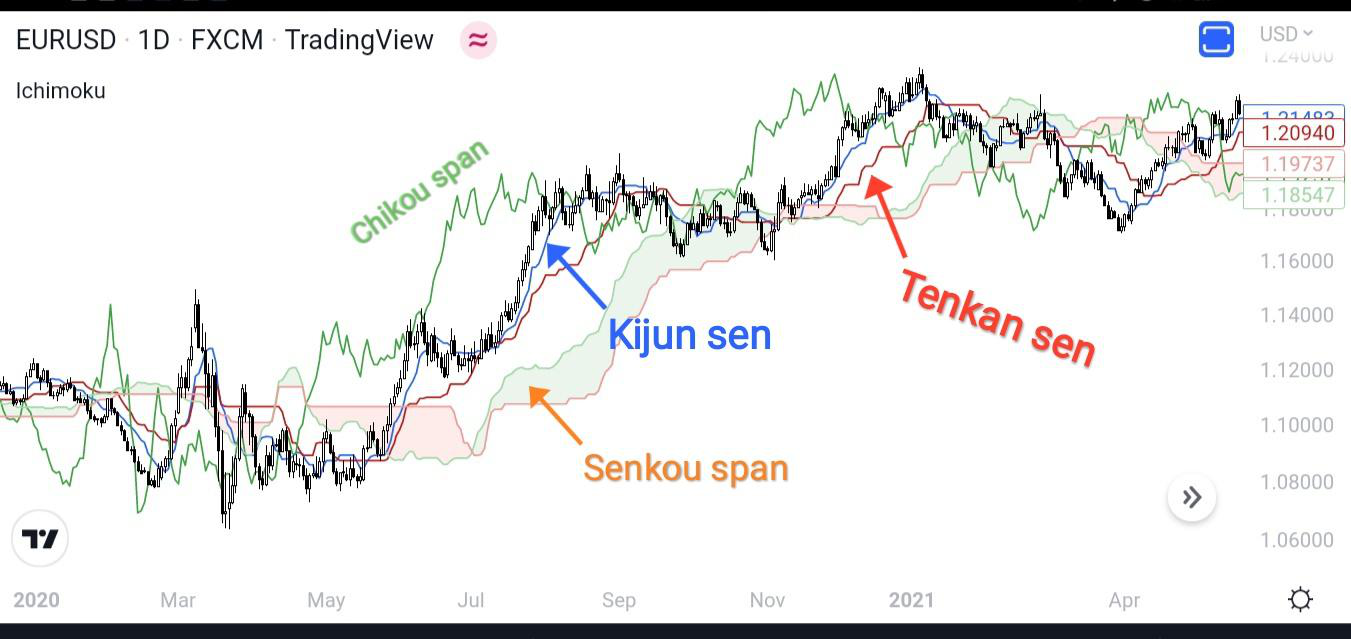 EURUSD · 1D · FXCM · TradingView ≈
USD
1.24000
Ichimoku
1.21483
1.20940
1.19737
1.18547
1.18000
Chikou span
1.16000
Tenkan sen
1.14000
Kijun sen
1.12000
1.10000
Senkou span
1.08000
1.06000
2020 Mar May Jul Sep Nov 2021 Apr